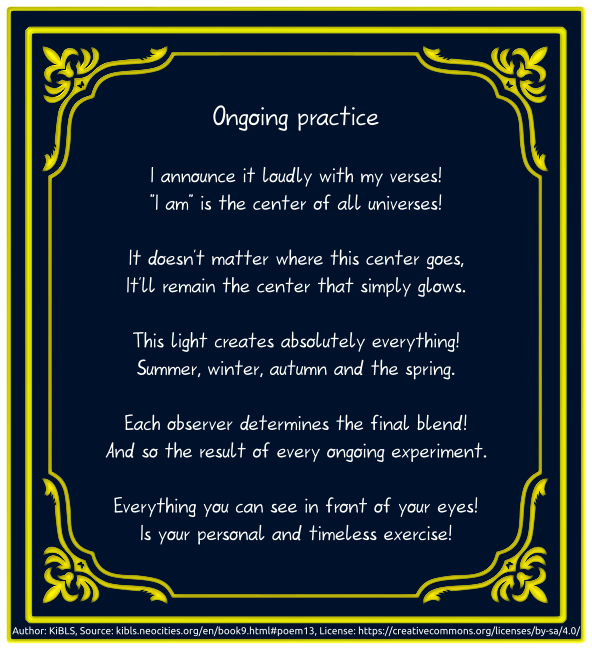 Ongoing practice
I announce it loudly with my verses!
"I am" is the center of all universes!
It doesn't matter where this center goes,
It'll remain the center that simply glows.
This light creates absolutely everything!
Summer, winter, autumn and the spring.
Each observer determines the final blend!
And so the result of every ongoing experiment.
Everything you can see in front of your eyes!
Is your personal and timeless exercise!
Author: KiBLS, Source: kibls.neocities.org/en/book9.html#poem13, License: https://creativecommons.org/licenses/by-sa/4.0/